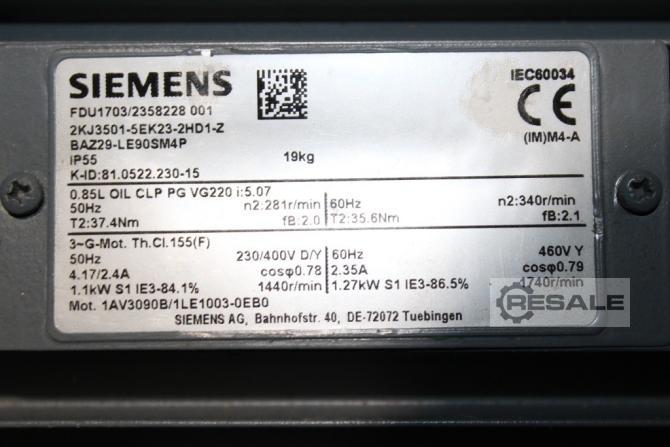 SIEMENS
IEC60034
CE
FDU1703/2358228 001
2KJ3501-5EK23-2HD1-Z
BAZ29-LE90SM4P
(IM)M4-A
IP55 19kg
K-ID:81.0522.230-15
0.85L OIL CLP PG VG220 i:5.07
50Hz n2:281r/min 60Hz n2:340r/min
T2:37.4Nm fB:2.0 T2:35.6Nm fB:2.1
3~G-Mot. Th.Cl.155(F)
50Hz 230/400V D/Y 60Hz 460V Y
4.17/2.4A cosφ0.78 2.35A cosφ0.79
1.1kW S1 IE3-84.1% 1440r/min 1.27kW S1 IE3-86.5% 1740r/min
Mot. 1AV3090B/1LE1003-0EB0
SIEMENS AG, Bahnhofstr. 40, DE-72072 Tuebingen
RESALE